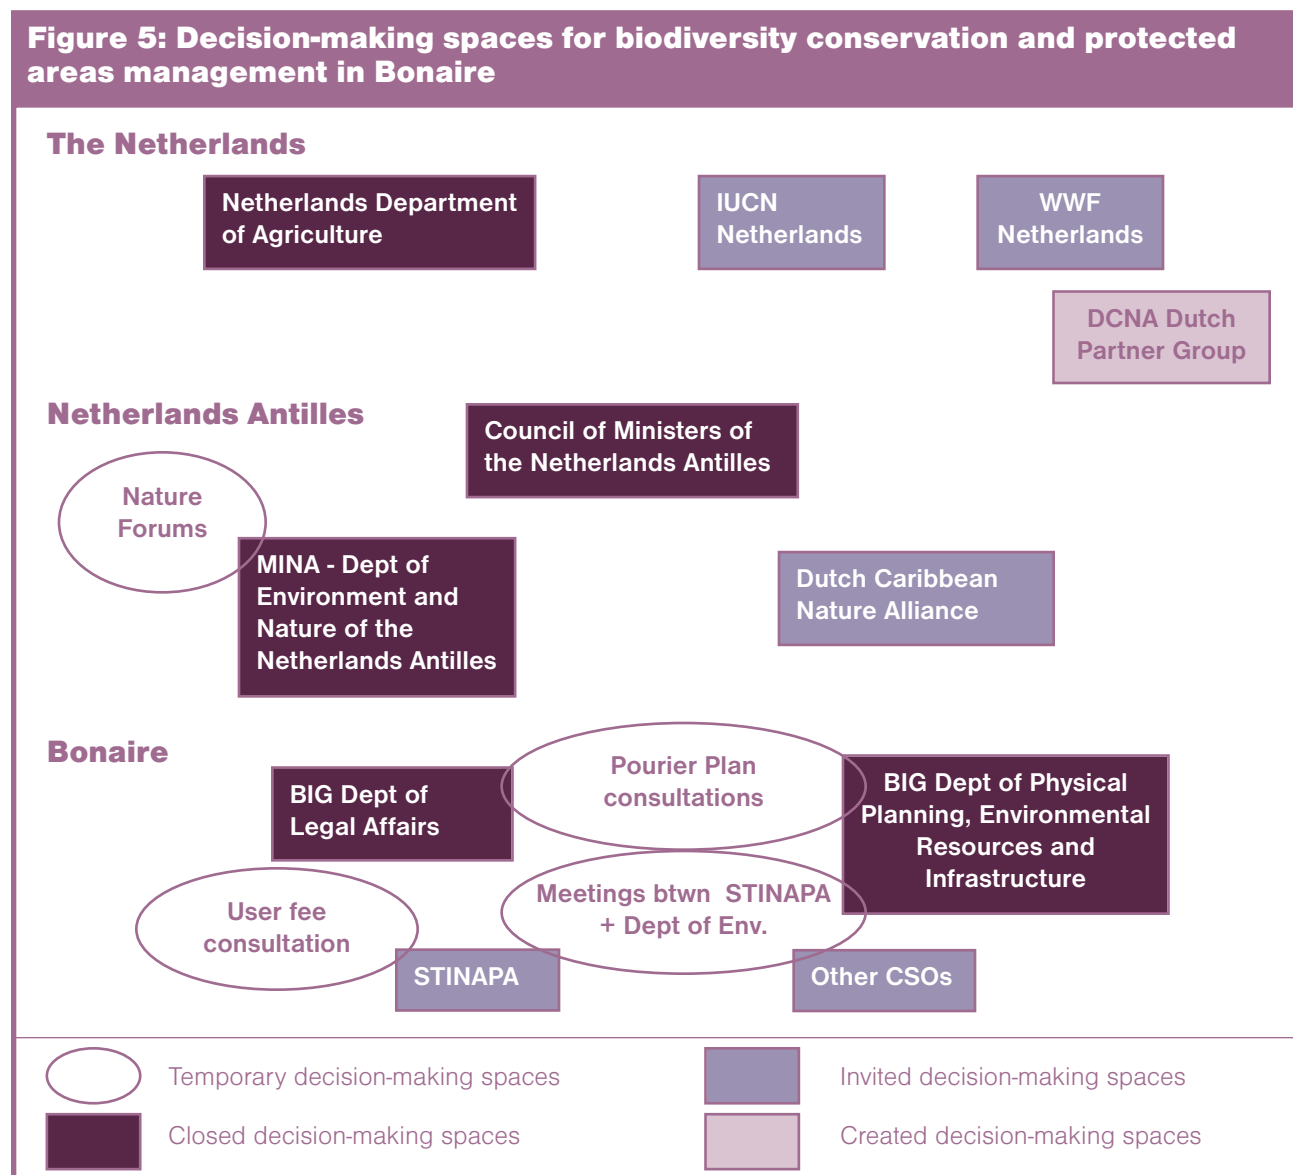 Figure 5: Decision-making spaces for biodiversity conservation and protected
areas management in Bonaire
The Netherlands
Netherlands Department
of Agriculture
IUCN
Netherlands
WWF
Netherlands
DCNA Dutch
Partner Group
Netherlands Antilles
Council of Ministers of
the Netherlands Antilles
Nature
Forums
MINA - Dept of
Environment and
Nature of the
Netherlands Antilles
Dutch Caribbean
Nature Alliance
Bonaire
BIG Dept of
Legal Affairs
Pourier Plan
consultations
BIG Dept of Physical
Planning, Environmental
Resources and
Infrastructure
User fee
consultation
Meetings btwn STINAPA
+ Dept of Env.
STINAPA
Other CSOs
Temporary decision-making spaces
Invited decision-making spaces
Closed decision-making spaces
Created decision-making spaces